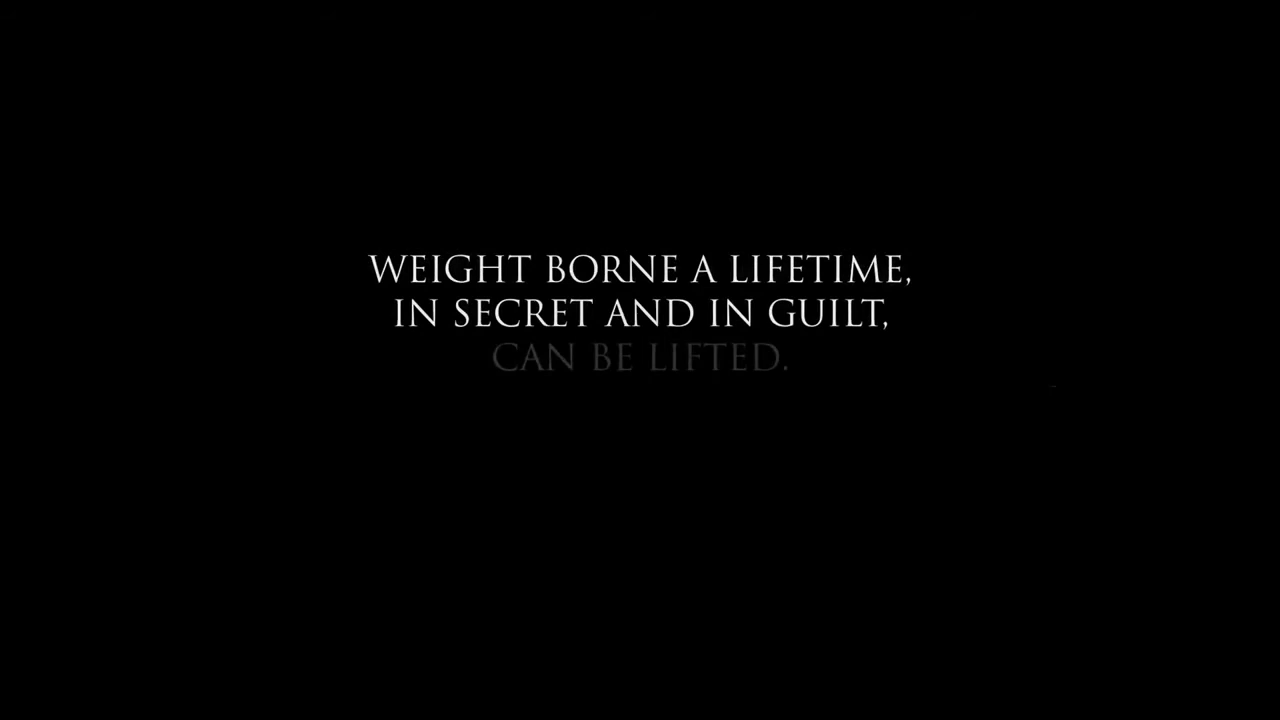 WEIGHT BORNE A LIFETIME,
IN SECRET AND IN GUILT,
CAN BE LIFTED.